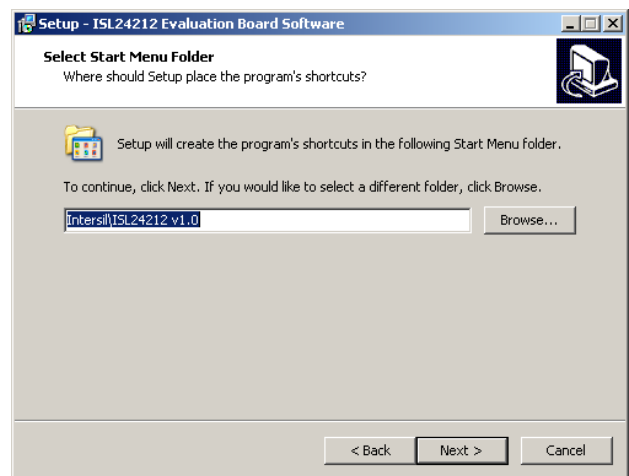 Setup - ISL24212 Evaluation Board Software
Select Start Menu Folder
Where should Setup place the program's shortcuts?
Setup will create the program's shortcuts in the following Start Menu folder.
To continue, click Next. If you would like to select a different folder, click Browse.
Intersil\ISL24212 v1.0
Browse...
< Back
Next >
Cancel